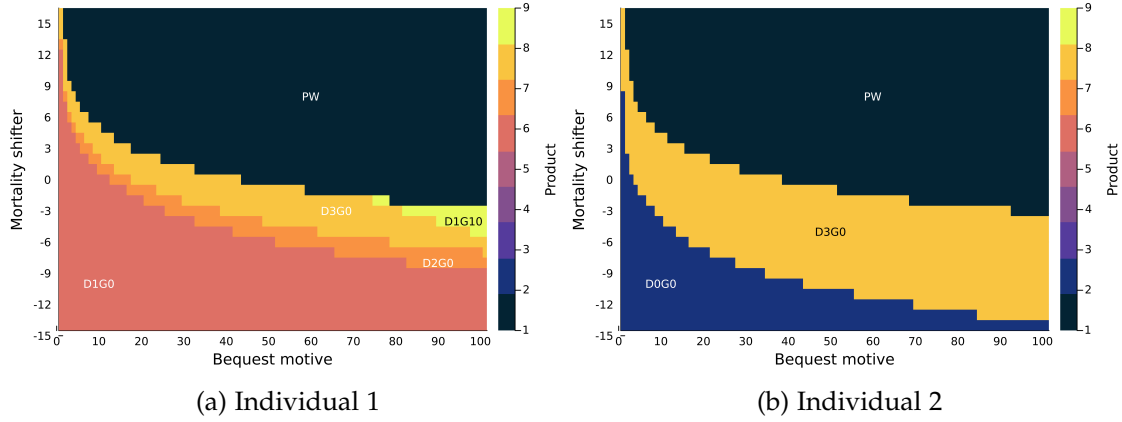 15
12
9
6
3
0
-3
-6
-9
-12
-15
Mortality shifter
PW
D3G0
D1G10
D2G0
D1G0
0 10 20 30 40 50 60 70 80 90 100
Bequest motive
9
8
7
6
5
4
3
2
1
Product
(a) Individual 1
15
12
9
6
3
0
-3
-6
-9
-12
-15
Mortality shifter
PW
D3G0
D0G0
0 10 20 30 40 50 60 70 80 90 100
Bequest motive
9
8
7
6
5
4
3
2
1
Product
(b) Individual 2